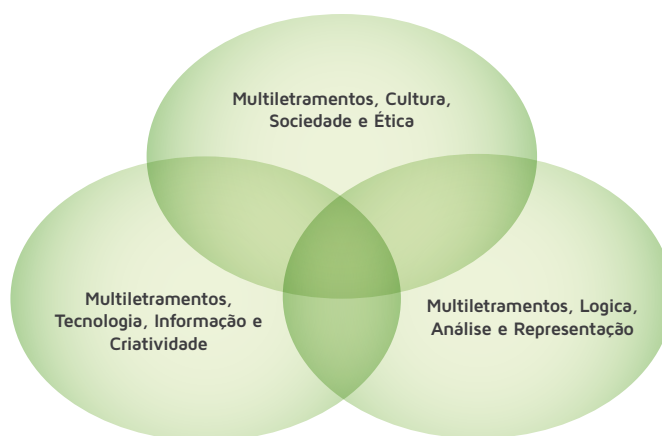 Multiletramentos, Cultura,
Sociedade e Ética
Multiletramentos,
Tecnologia, Informação e
Criatividade
Multiletramentos, Logica,
Análise e Representação